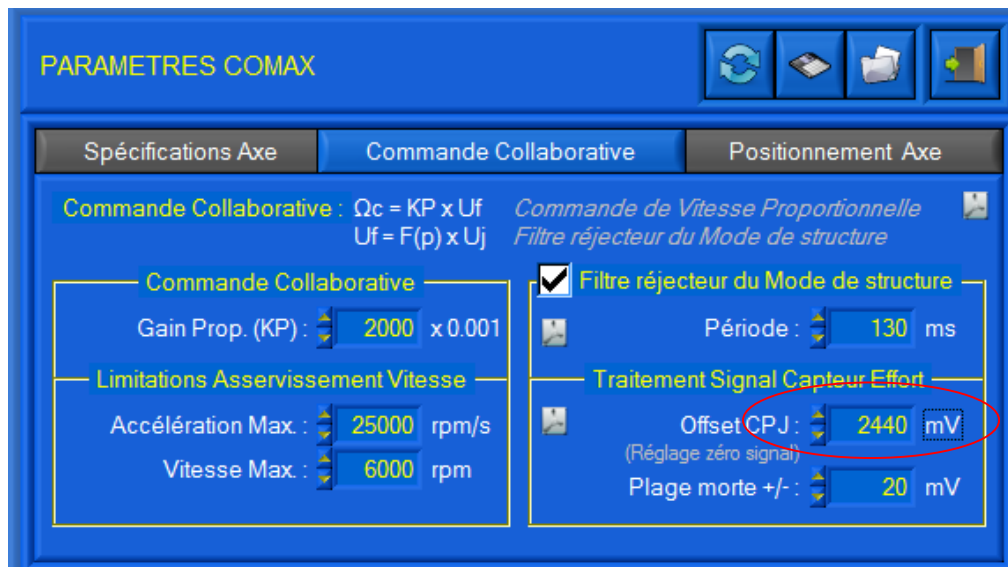 PARAMETRES COMAX
Spécifications Axe
Commande Collaborative
Positionnement Axe
Commande Collaborative : Ωc = KP x Uf Commande de Vitesse Proportionnelle
Uf = F(p) x Uj Filtre réjecteur du Mode de structure
Commande Collaborative
Gain Prop. (KP) : 2000 x 0.001
Limitations Asservissement Vitesse
Accélération Max. : 25000 rpm/s
Vitesse Max. : 6000 rpm
Filtre réjecteur du Mode de structure
Période : 130 ms
Traitement Signal Capteur Effort
Offset CPJ : 2440 mV
(Réglage zéro signal)
Plage morte +/- : 20 mV